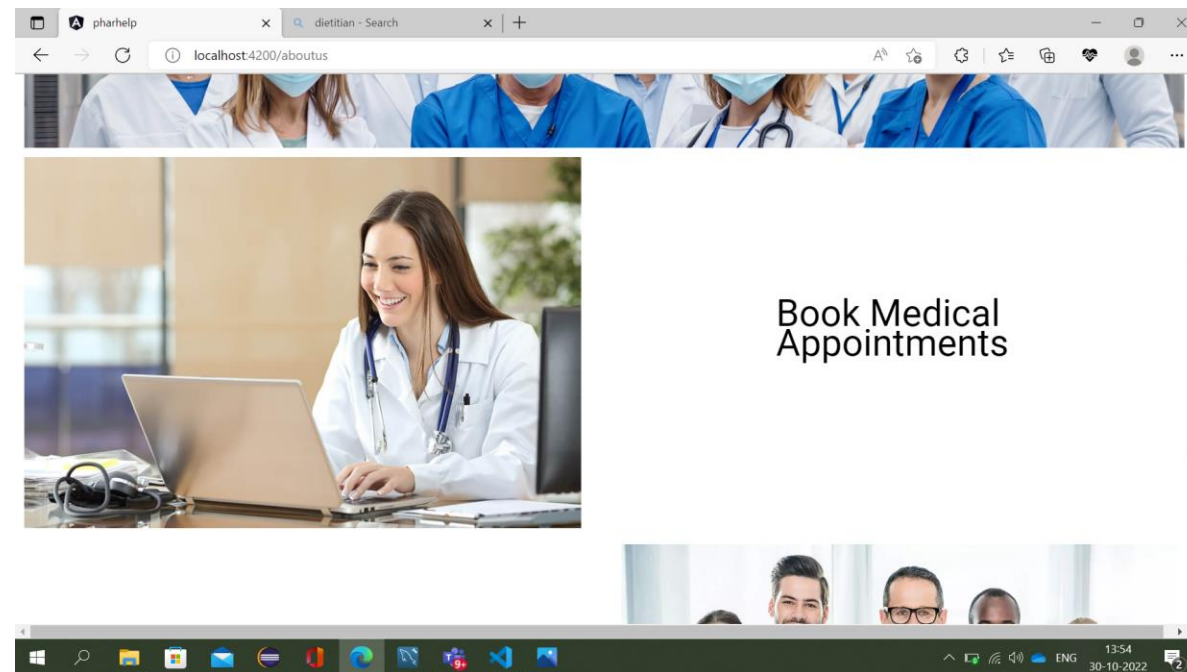 pharhelp
dietitian - Search
localhost:4200/aboutus
Book Medical
Appointments
ENG
13:54
30-10-2022